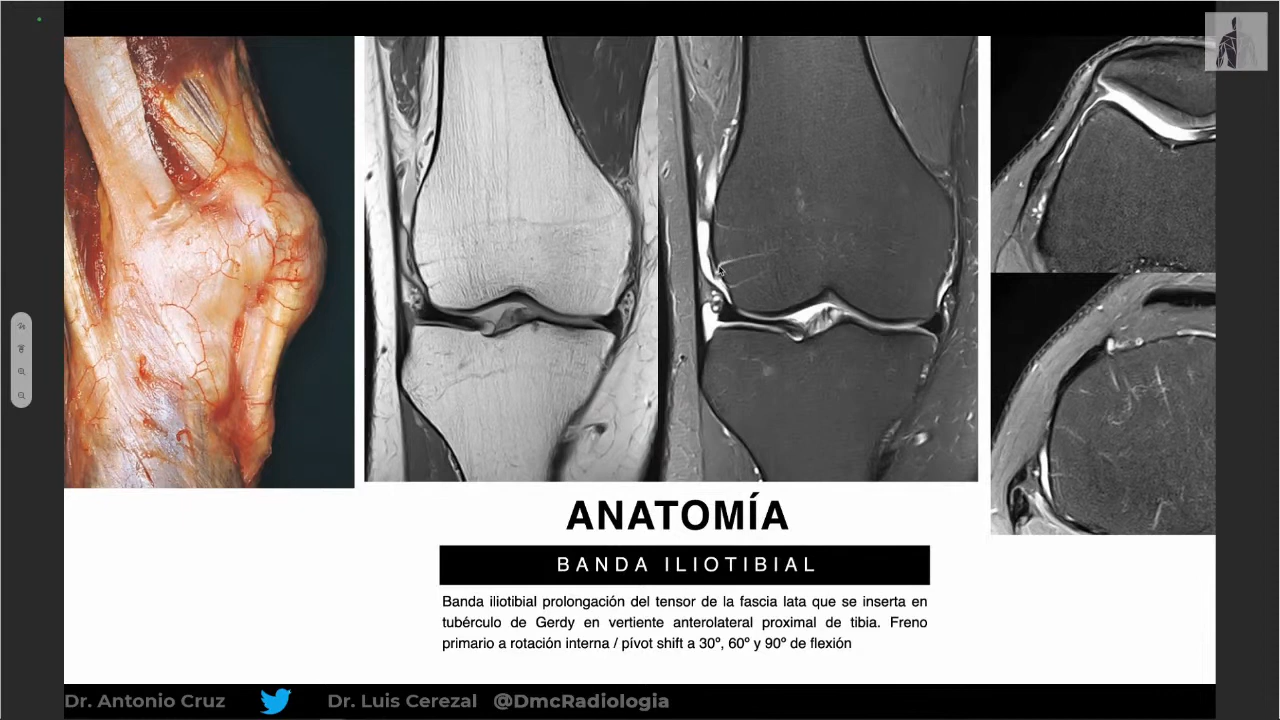 ANATOMÍA
BANDA ILIOTIBIAL
Banda iliotibial prolongación del tensor de la fascia lata que se inserta en
tubérculo de Gerdy en vertiente anterolateral proximal de tibia. Freno
primario a rotación interna / pívot shift a 30º, 60º y 90º de flexión
Dr. Antonio Cruz Dr. Luis Cerezal @DmcRadiologia